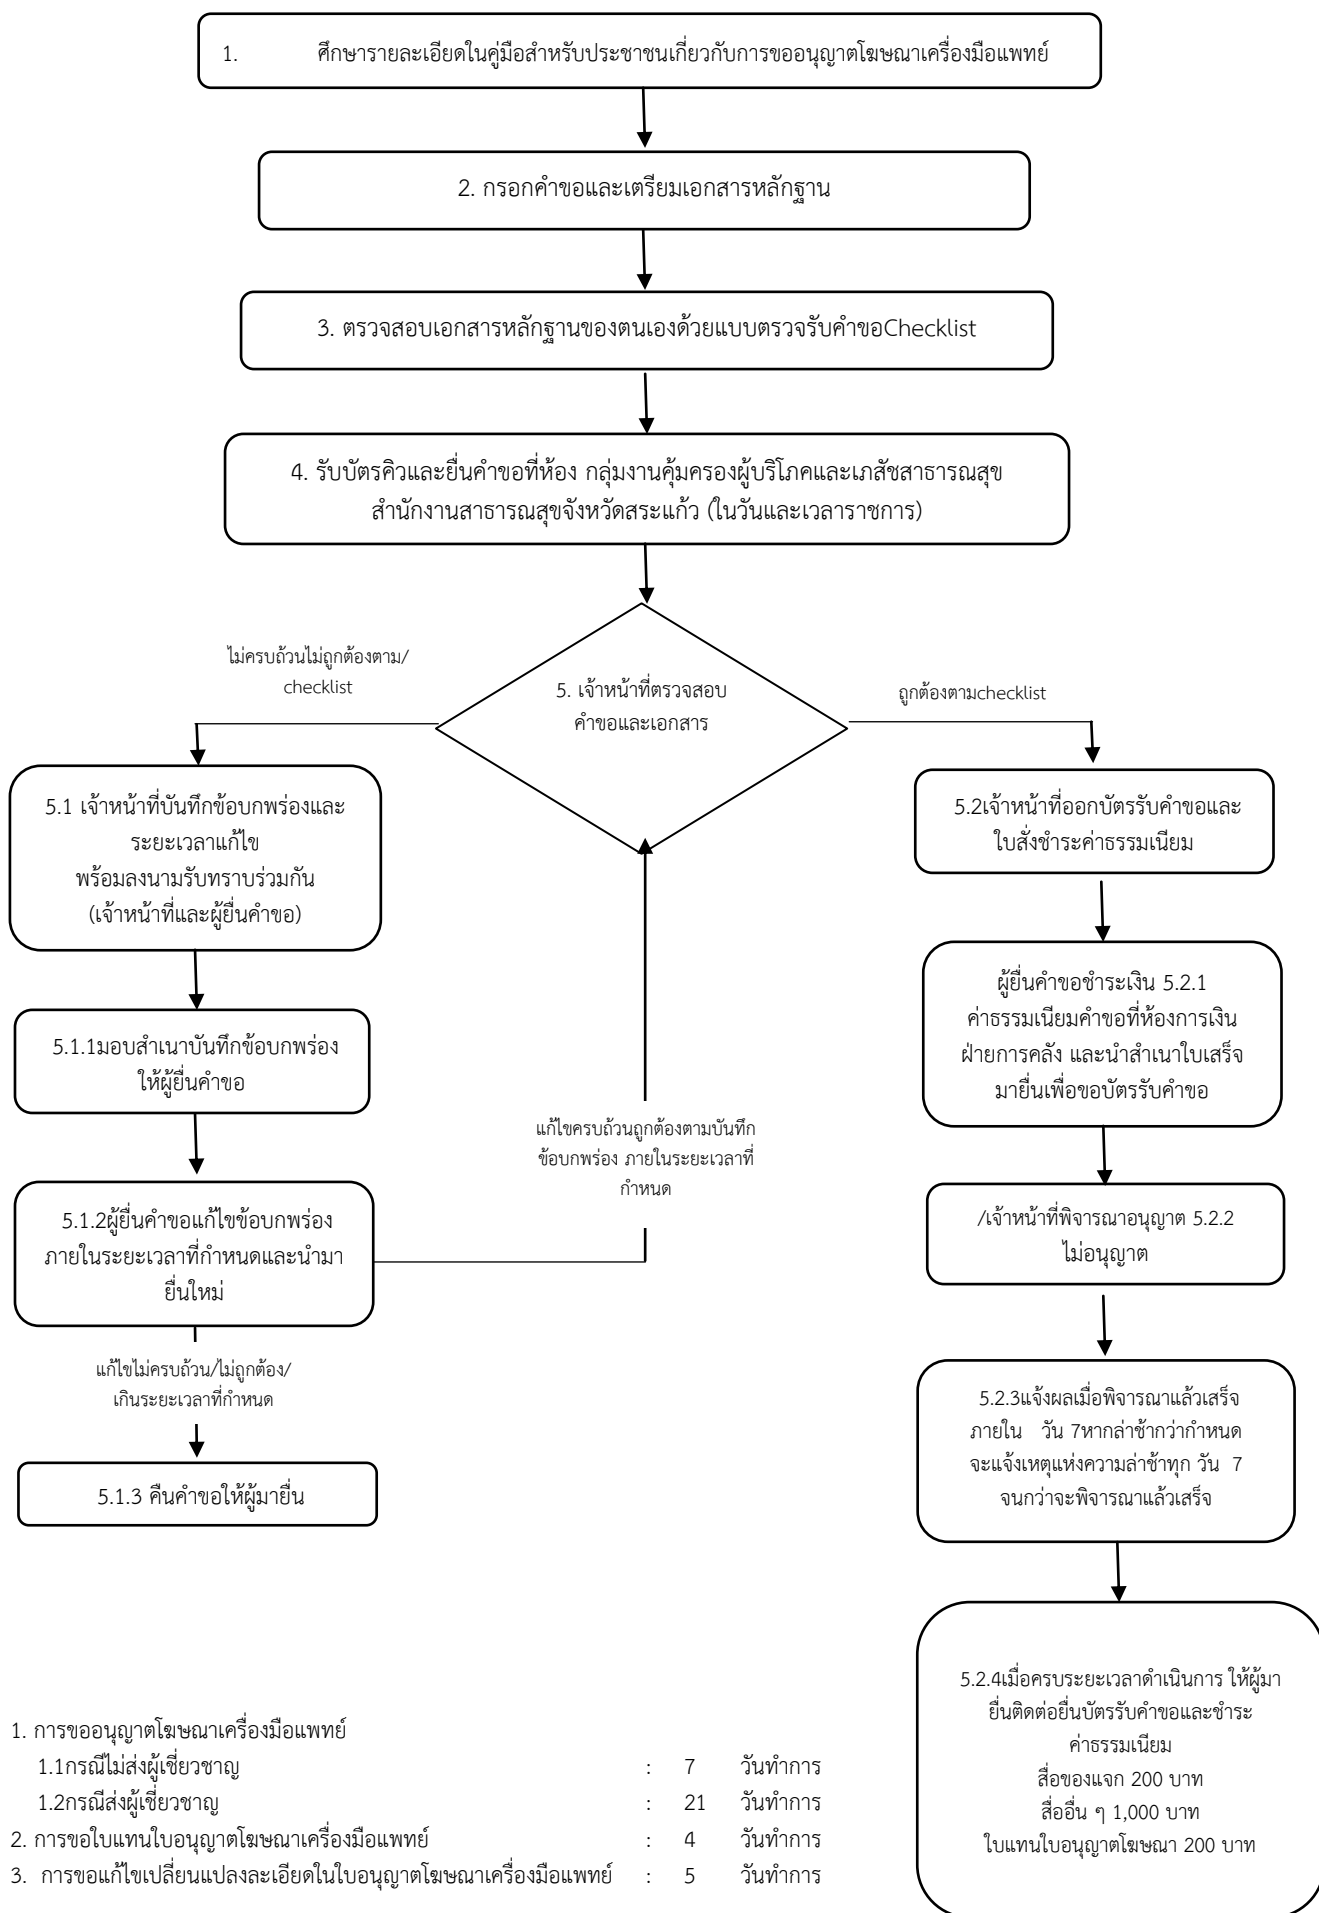 1. ศึกษารายละเอียดในคู่มือสำหรับประชาชนเกี่ยวกับการขออนุญาตโฆษณาเครื่องมือแพทย์
2. กรอกคำขอและเตรียมเอกสารหลักฐาน
3. ตรวจสอบเอกสารหลักฐานของตนเองด้วยแบบตรวจรับคำขอChecklist
4. รับบัตรคิวและยื่นคำขอที่ห้อง กลุ่มงานคุ้มครองผู้บริโภคและเภสัชสาธารณสุข
สำนักงานสาธารณสุขจังหวัดสระแก้ว (ในวันและเวลาราชการ)
ไม่ครบถ้วนไม่ถูกต้องตาม/
checklist
5. เจ้าหน้าที่ตรวจสอบ
คำขอและเอกสาร
ถูกต้องตามchecklist
5.1 เจ้าหน้าที่บันทึกข้อบกพร่องและ
ระยะเวลาแก้ไข
พร้อมลงนามรับทราบร่วมกัน
(เจ้าหน้าที่และผู้ยื่นคำขอ)
5.1.1มอบสำเนาบันทึกข้อบกพร่อง
ให้ผู้ยื่นคำขอ
5.1.2ผู้ยื่นคำขอแก้ไขข้อบกพร่อง
ภายในระยะเวลาที่กำหนดและนำมา
ยื่นใหม่
แก้ไขไม่ครบถ้วน/ไม่ถูกต้อง/
เกินระยะเวลาที่กำหนด
5.1.3 คืนคำขอให้ผู้มายื่น
แก้ไขครบถ้วนถูกต้องตามบันทึก
ข้อบกพร่อง ภายในระยะเวลาที่
กำหนด
5.2เจ้าหน้าที่ออกบัตรรับคำขอและ
ใบสั่งชำระค่าธรรมเนียม
ผู้ยื่นคำขอชำระเงิน 5.2.1
ค่าธรรมเนียมคำขอที่ห้องการเงิน
ฝ่ายการคลัง และนำสำเนาใบเสร็จ
มายื่นเพื่อขอบัตรรับคำขอ
/เจ้าหน้าที่พิจารณาอนุญาต 5.2.2
ไม่อนุญาต
5.2.3แจ้งผลเมื่อพิจารณาแล้วเสร็จ
ภายใน วัน 7หากล่าช้ากว่ากำหนด
จะแจ้งเหตุแห่งความล่าช้าทุก วัน 7
จนกว่าจะพิจารณาแล้วเสร็จ
5.2.4เมื่อครบระยะเวลาดำเนินการ ให้ผู้มา
ยื่นติดต่อยื่นบัตรรับคำขอและชำระ
ค่าธรรมเนียม
สื่อของแจก 200 บาท
สื่ออื่น ๆ 1,000 บาท
ใบแทนใบอนุญาตโฆษณา 200 บาท
1. การขออนุญาตโฆษณาเครื่องมือแพทย์
1.1กรณีไม่ส่งผู้เชี่ยวชาญ : 7 วันทำการ
1.2กรณีส่งผู้เชี่ยวชาญ : 21 วันทำการ
2. การขอใบแทนใบอนุญาตโฆษณาเครื่องมือแพทย์ : 4 วันทำการ
3. การขอแก้ไขเปลี่ยนแปลงละเอียดในใบอนุญาตโฆษณาเครื่องมือแพทย์ : 5 วันทำการ